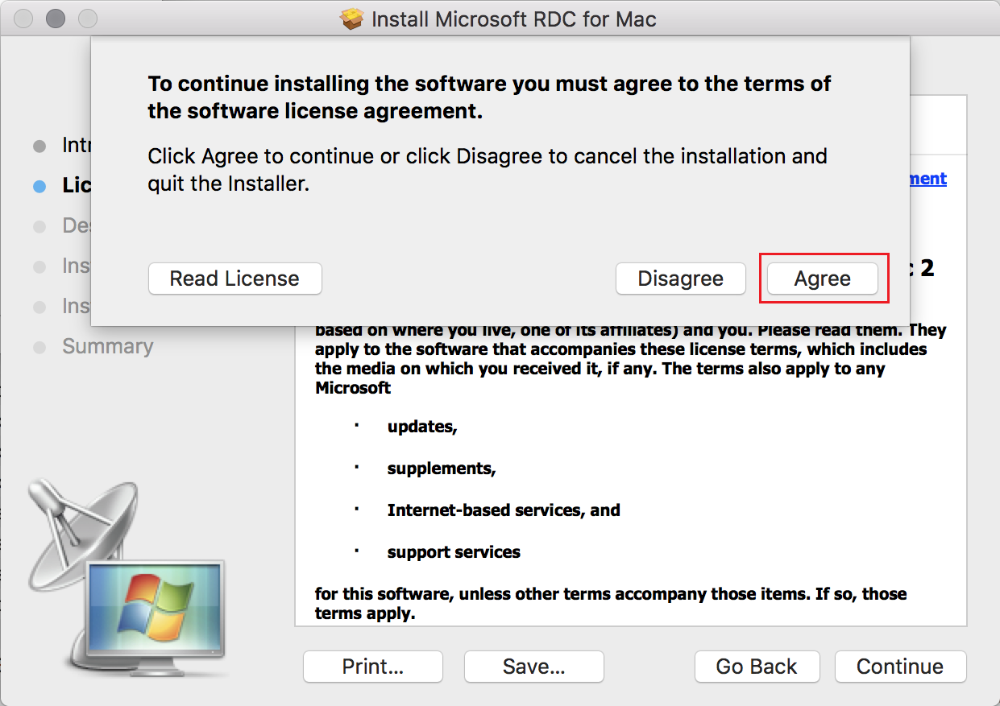 Install Microsoft RDC for Mac
To continue installing the software you must agree to the terms of
the software license agreement.
Click Agree to continue or click Disagree to cancel the installation and
quit the Installer.
Read License
Disagree
Agree
Intr
Lic
Des
Ins
Ins
Summary
ment
2
based on where you live, one of its affiliates) and you. Please read them. They
apply to the software that accompanies these license terms, which includes
the media on which you received it, if any. The terms also apply to any
Microsoft
· updates,
· supplements,
· Internet-based services, and
· support services
for this software, unless other terms accompany those items. If so, those
terms apply.
Print...
Save...
Go Back
Continue